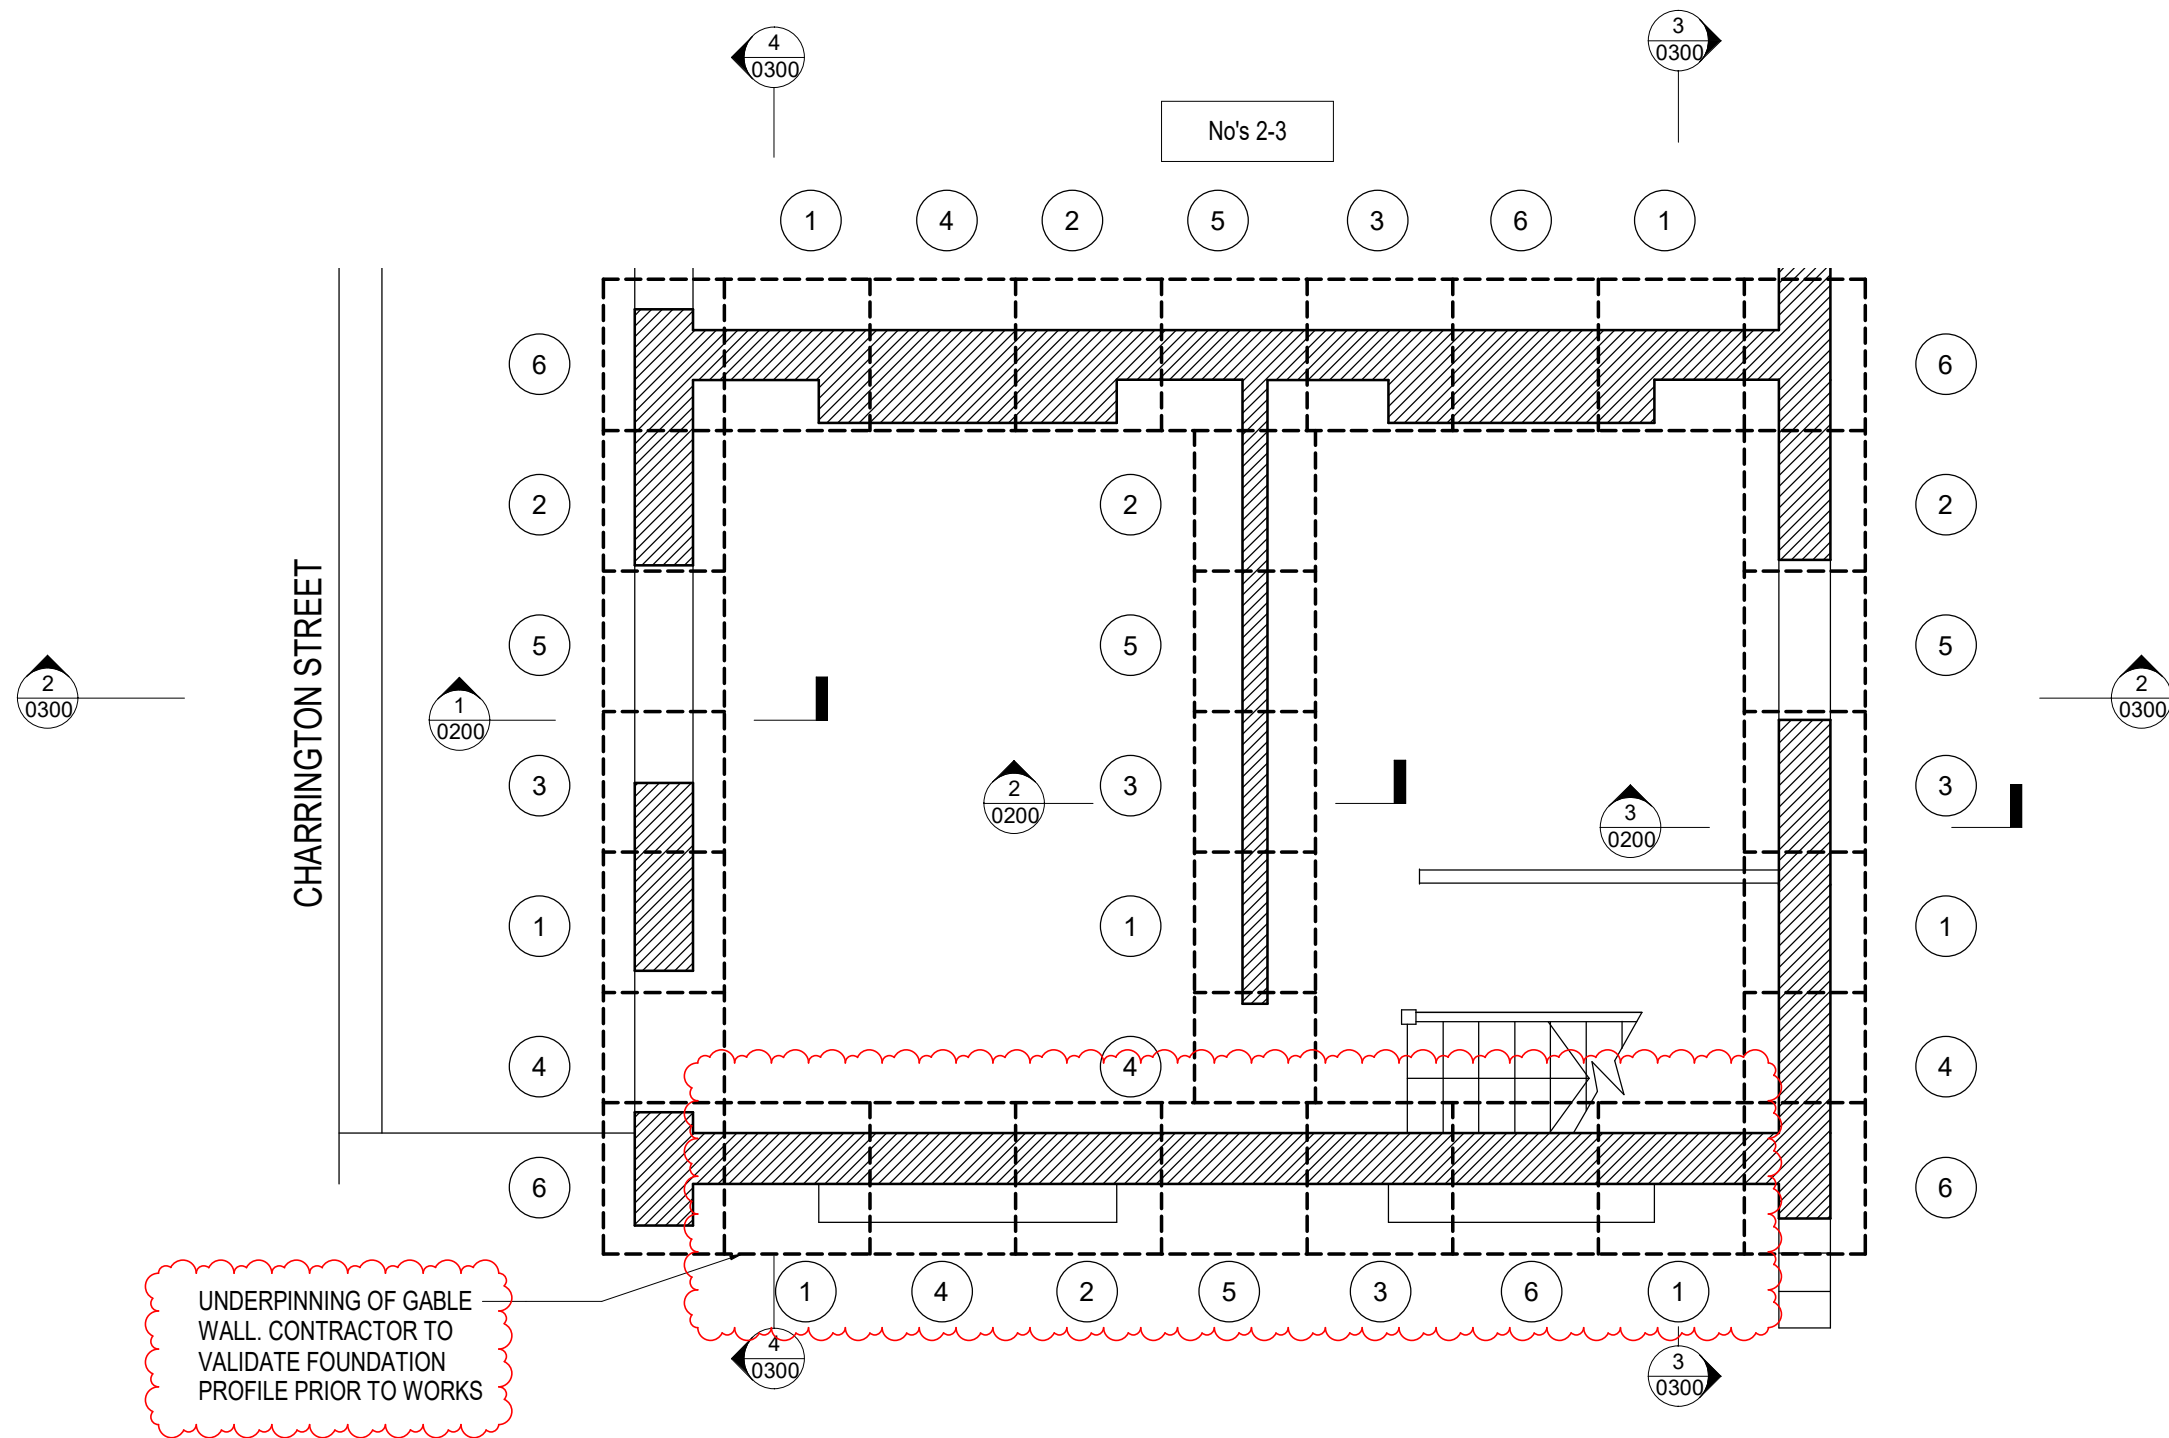 4
0300
3
0300
No's 2-3
1 4 2 5 3 6 1
6 6
2 2 2
5 5 5
CHARRINGTON STREET
2
0300
1
0200
2
0300
3 3 3
2
0200
3
0200
1 1 1
4 4 4
6 6
1 4 2 5 3 6 1
UNDERPINNING OF GABLE
WALL. CONTRACTOR TO
VALIDATE FOUNDATION
PROFILE PRIOR TO WORKS
4
0300
3
0300